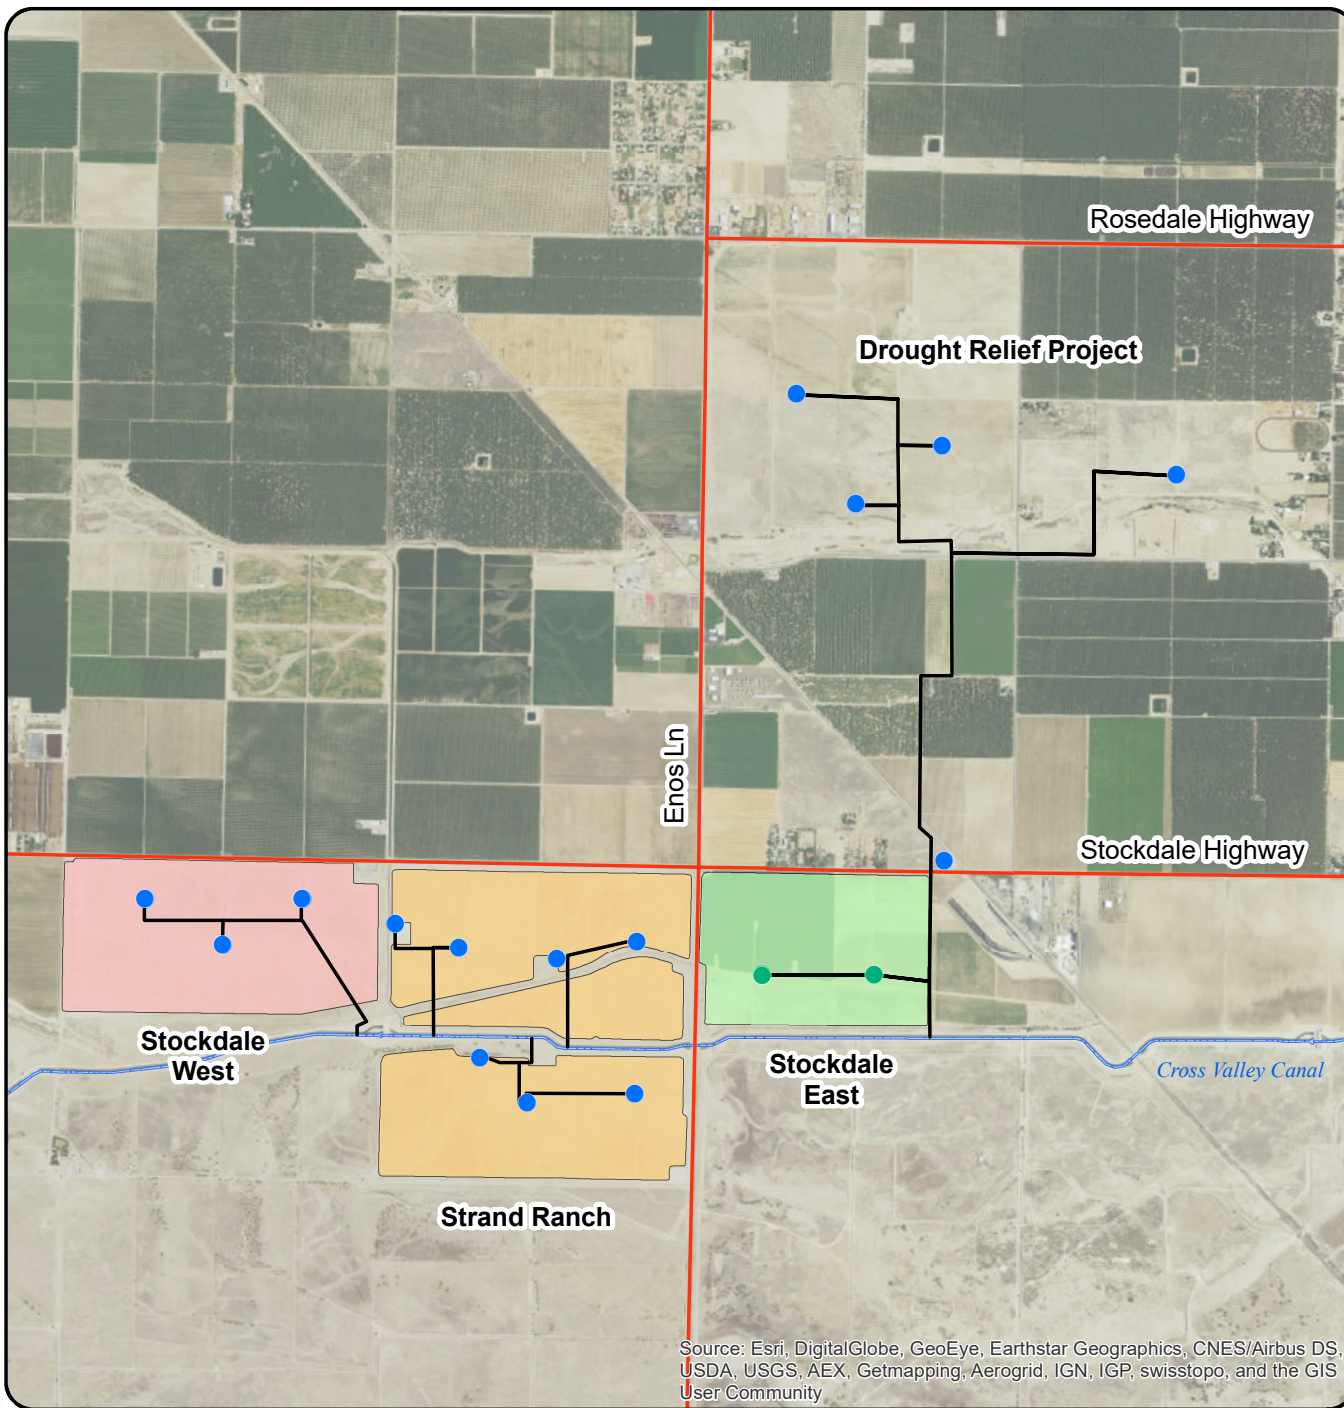 Rosedale Highway
Drought Relief Project
Enos Ln
Stockdale Highway
Stockdale
West
Stockdale
East
Cross Valley Canal
Strand Ranch
Source: Esri, DigitalGlobe, GeoEye, Earthstar Geographics, CNES/Airbus DS,
USDA, USGS, AEX, Getmapping, Aerogrid, IGN, IGP, swisstopo, and the GIS
User Community